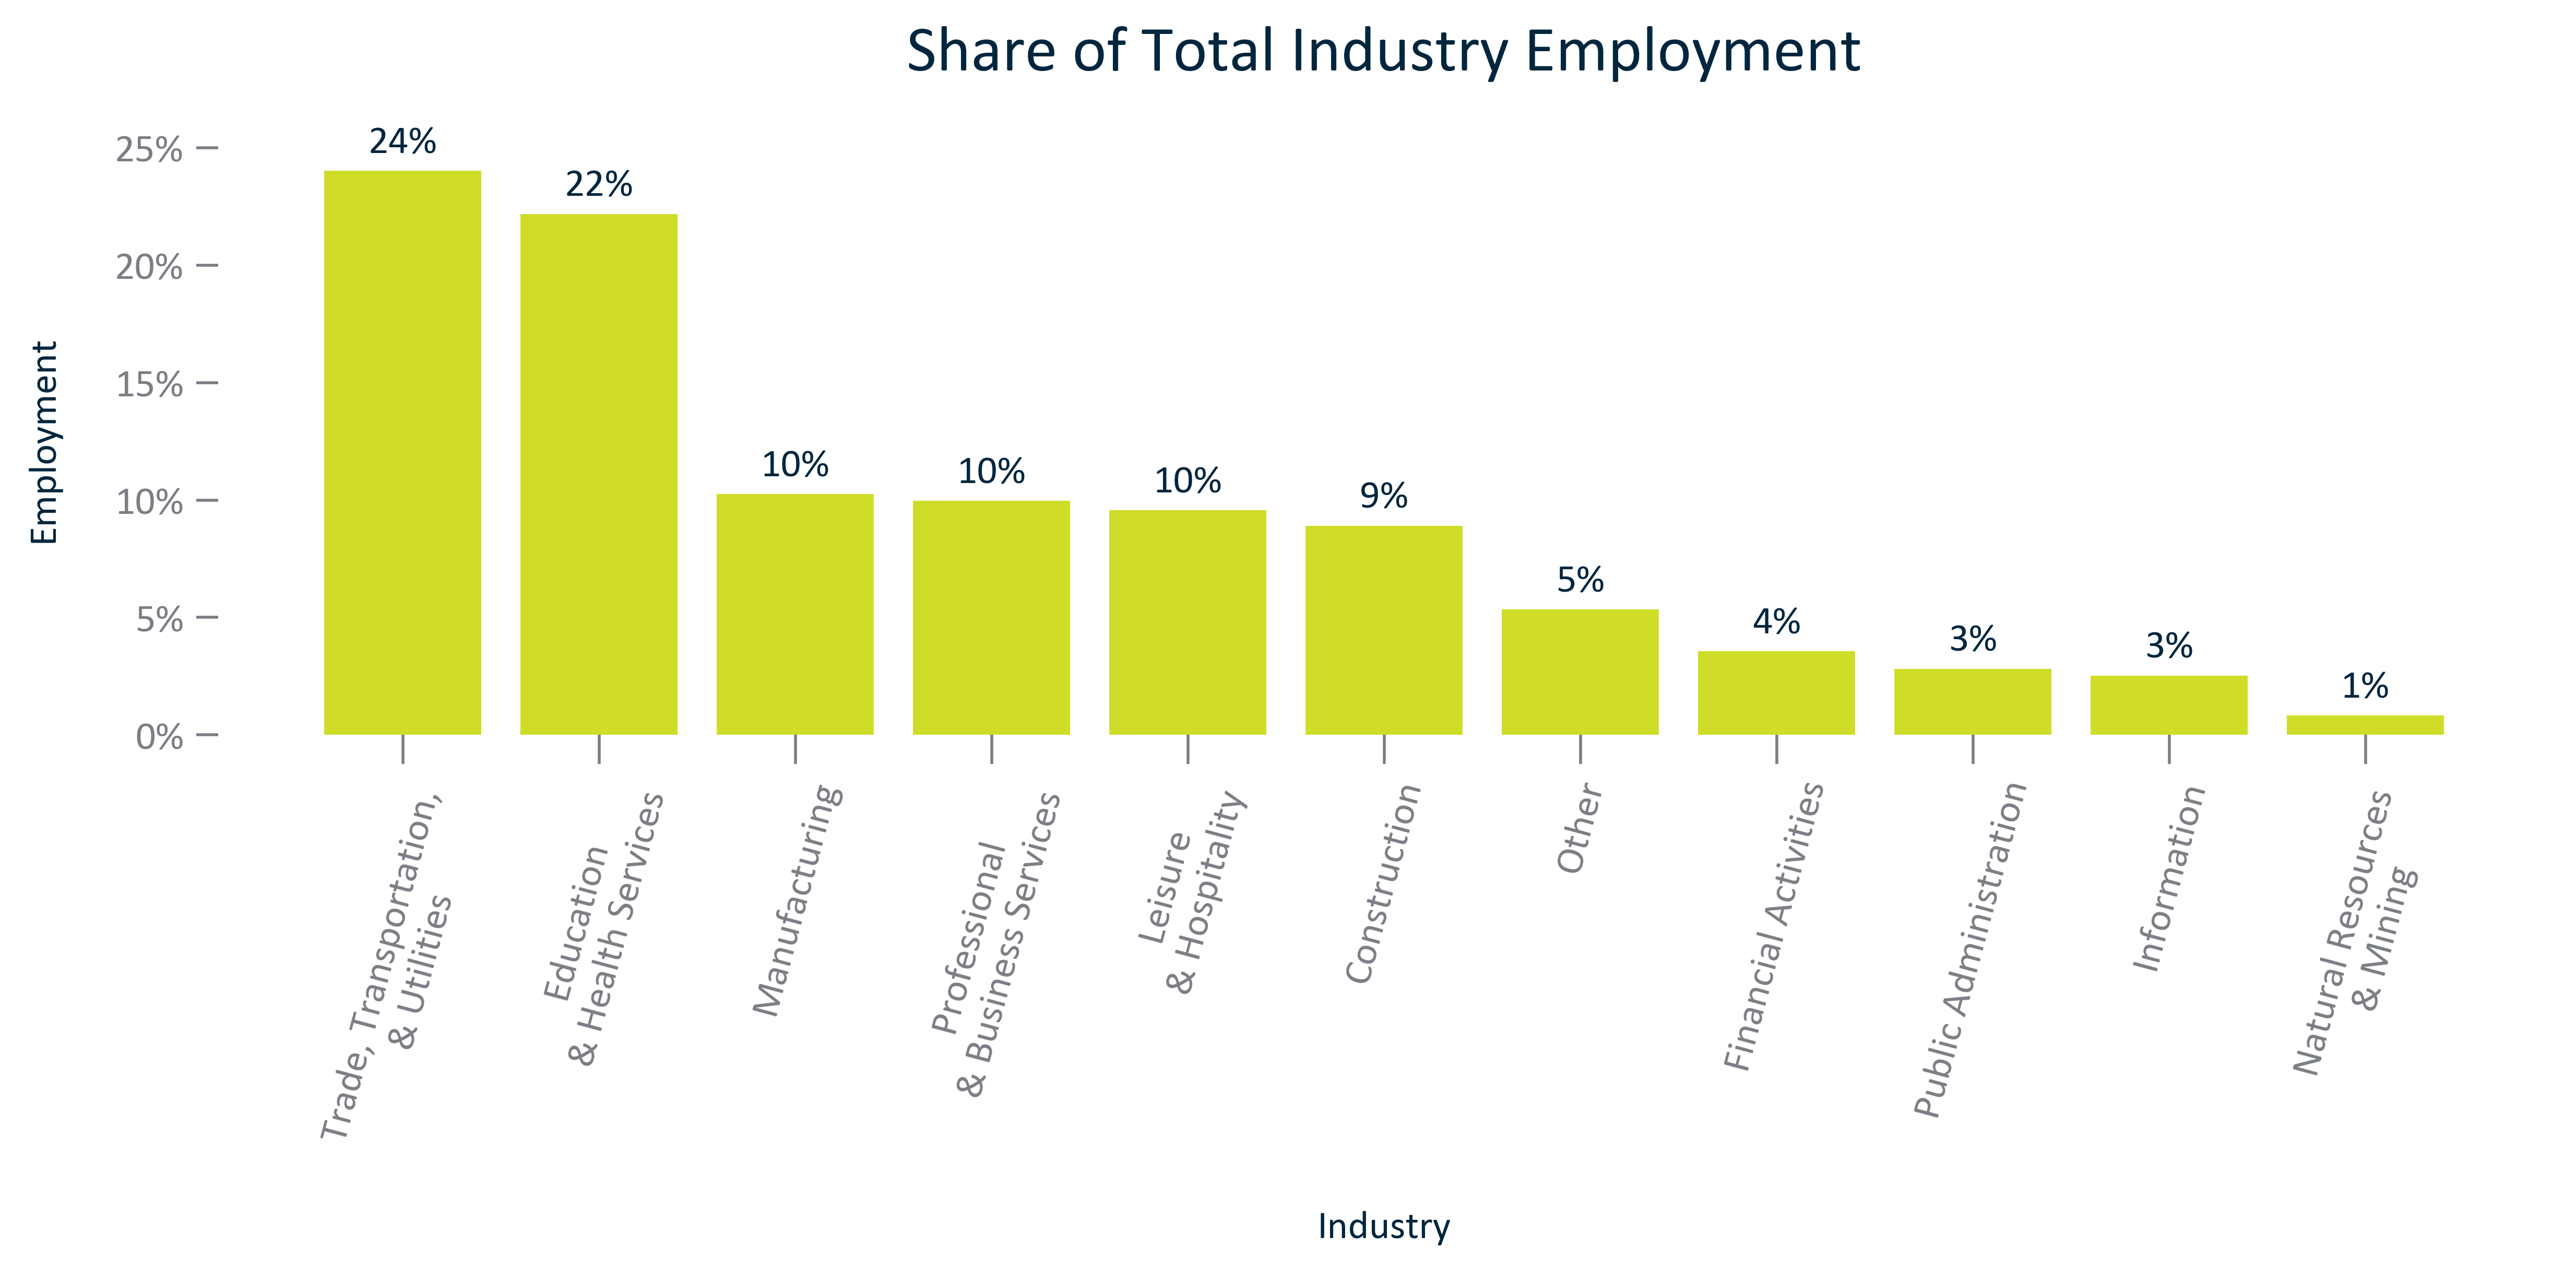 Share of Total Industry Employment
Employment
25%
20%
15%
10%
5%
0%
24%
22%
10%
10%
10%
9%
5%
4%
3%
3%
1%
Trade, Transportation,
& Utilities
Education
& Health Services
Manufacturing
Professional
& Business Services
Leisure
& Hospitality
Construction
Other
Financial Activities
Public Administration
Information
Natural Resources
& Mining
Industry